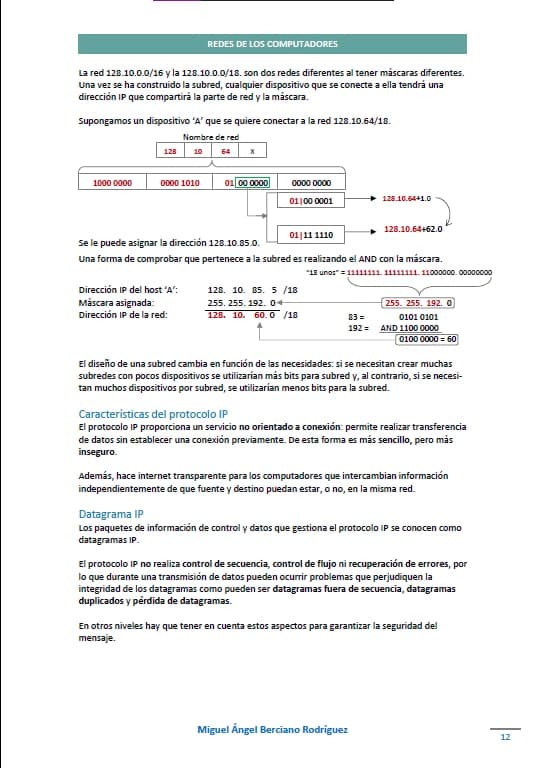 REDES DE LOS COMPUTADORES
La red 128.10.0.0/16 y la 128.10.0.0/18. son dos redes diferentes al tener máscaras diferentes.
Una vez se ha construido la subred, cualquier dispositivo que se conecte a ella tendrá una
dirección IP que compartirá la parte de red y la máscara.
Supongamos un dispositivo 'A' que se quiere conectar a la red 128.10.64/18.
Nombre de red
128 10 64 X
1000 0000 0000 1010 01 00 0000 0000 0000
01|00 0001 128.10.64+1.0
01|11 1110 128.10.64+62.0
Se le puede asignar la dirección 128.10.85.0.
Una forma de comprobar que pertenece a la subred es realizando el AND con la máscara.
"18 unos" = 11111111. 11111111. 11000000. 00000000
Dirección IP del host 'A': 128. 10. 85. 5 /18
Máscara asignada: 255. 255. 192. 0 255. 255. 192. 0
Dirección IP de la red: 128. 10. 60. 0 /18 83 = 0101 0101
192 = AND 1100 0000
0100 0000 = 60
El diseño de una subred cambia en función de las necesidades: si se necesitan crear muchas
subredes con pocos dispositivos se utilizarían más bits para subred y, al contrario, si se necesi-
tan muchos dispositivos por subred, se utilizarían menos bits para la subred.
Características del protocolo IP
El protocolo IP proporciona un servicio no orientado a conexión: permite realizar transferencia
de datos sin establecer una conexión previamente. De esta forma es más sencillo, pero más
inseguro.
Además, hace internet transparente para los computadores que intercambian información
independientemente de que fuente y destino puedan estar, o no, en la misma red.
Datagrama IP
Los paquetes de información de control y datos que gestiona el protocolo IP se conocen como
datagramas IP.
El protocolo IP no realiza control de secuencia, control de flujo ni recuperación de errores, por
lo que durante una transmisión de datos pueden ocurrir problemas que perjudiquen la
integridad de los datagramas como pueden ser datagramas fuera de secuencia, datagramas
duplicados y pérdida de datagramas.
En otros niveles hay que tener en cuenta estos aspectos para garantizar la seguridad del
mensaje.
Miguel Ángel Berciano Rodríguez
12